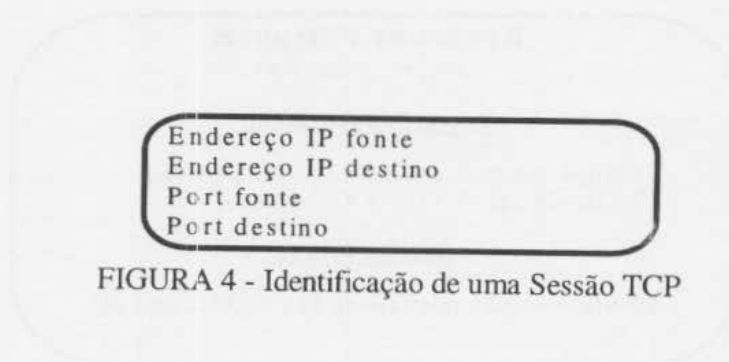 Endereço IP fonte
Endereço IP destino
Port fonte
Port destino
FIGURA 4 - Identificação de uma Sessão TCP